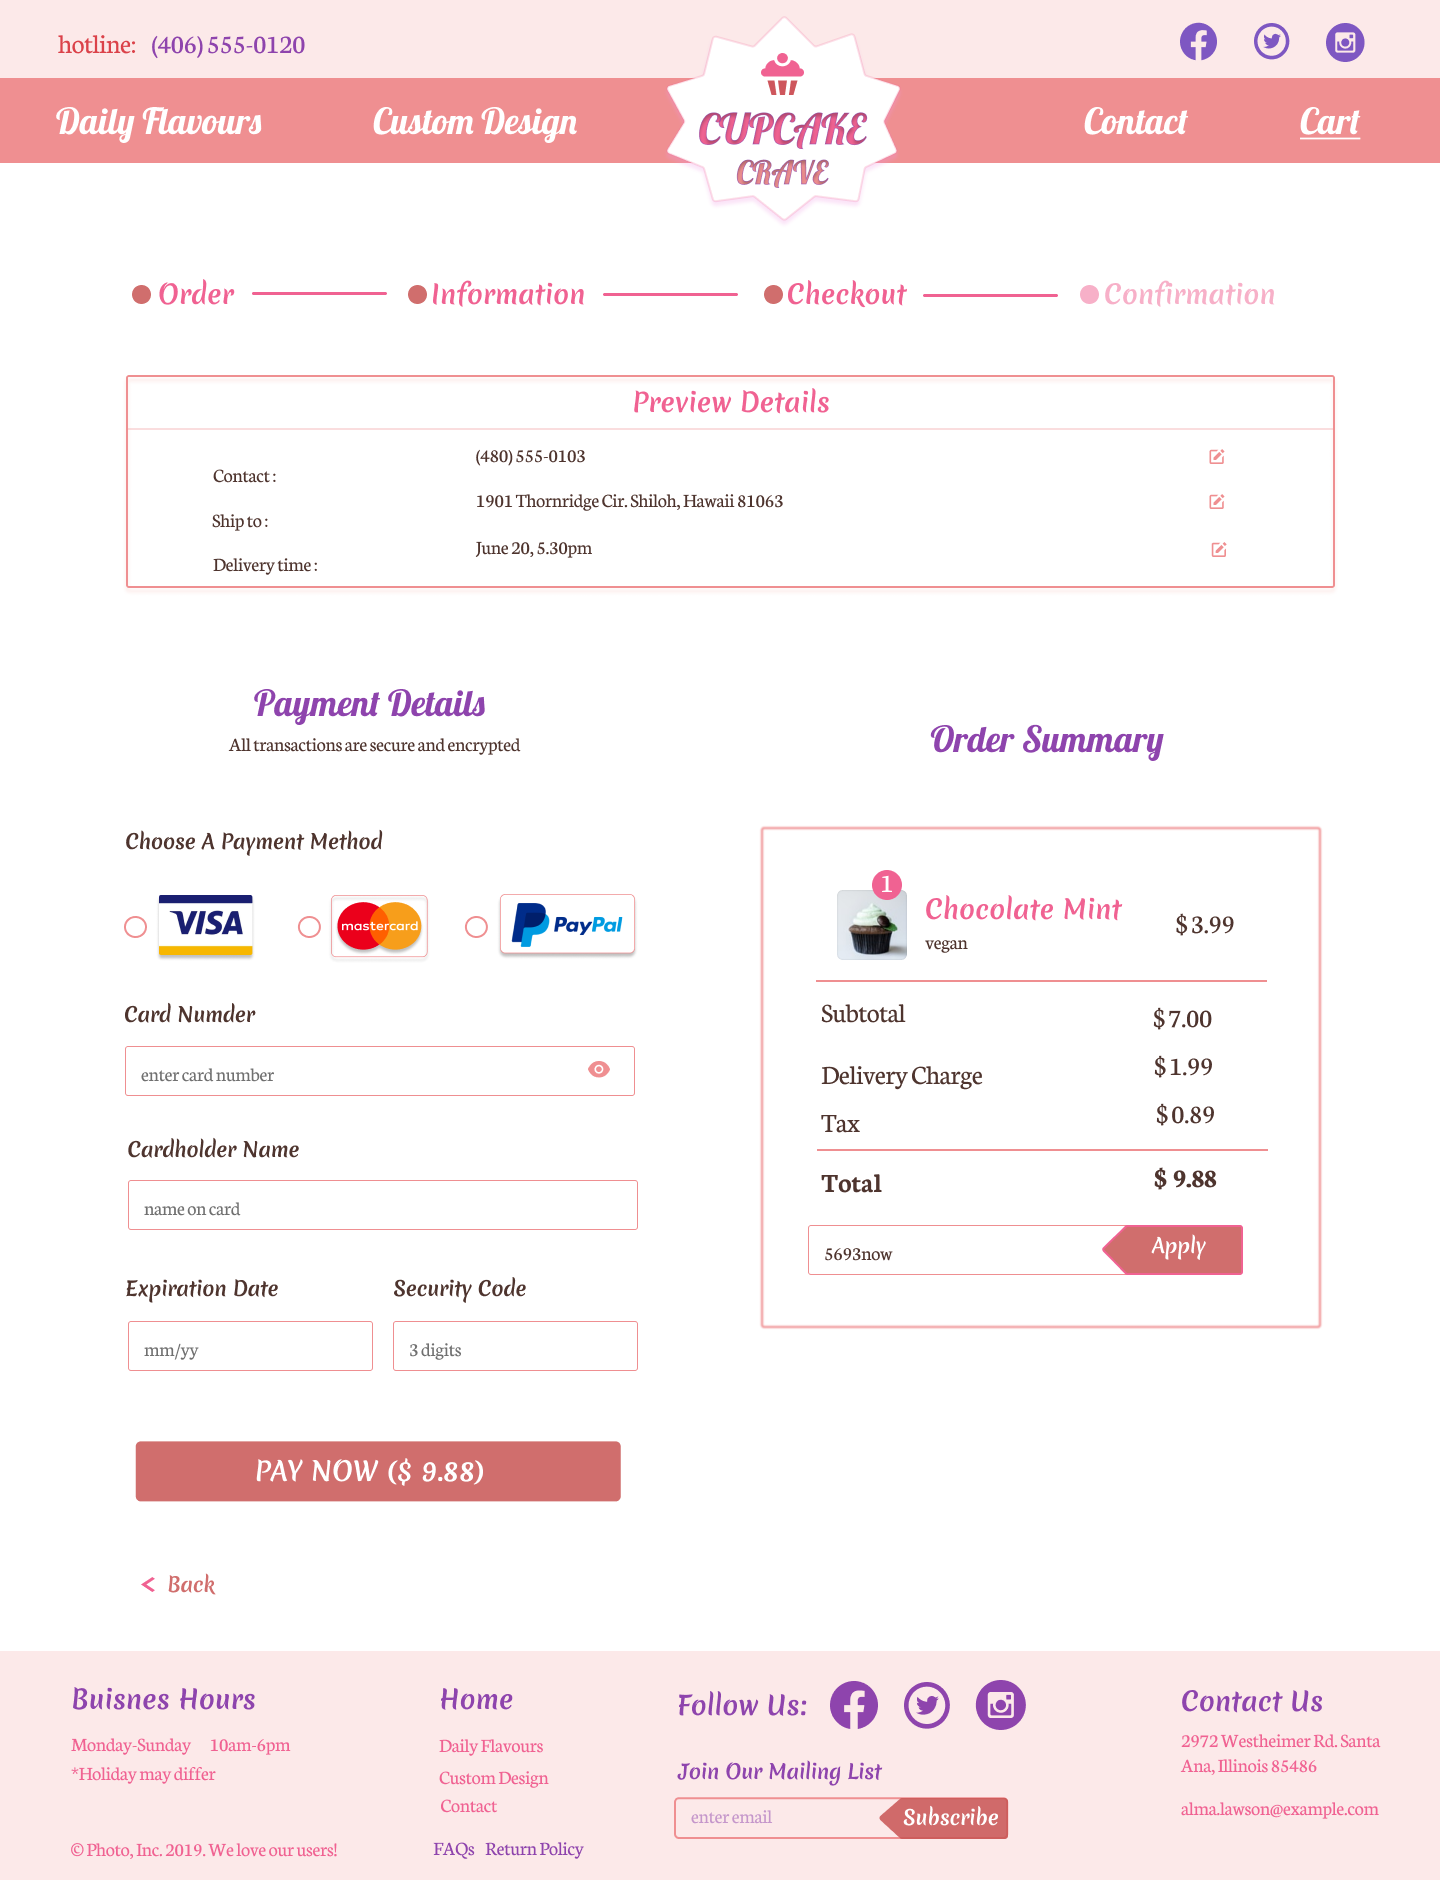 hotline: (406) 555-0120
Daily Flavours
Custom Design
CUPCAKE
CRAVE
Contact
Cart
Order
Information
Checkout
Confirmation
Preview Details
Contact : (480) 555-0103
Ship to : 1901 Thornridge Cir. Shiloh, Hawaii 81063
Delivery time : June 20, 5.30pm
Payment Details
All transactions are secure and encrypted
Choose A Payment Method
VISA
mastercard
PayPal
Card Numder
enter card number
Cardholder Name
name on card
Expiration Date
Security Code
mm/yy
3 digits
PAY NOW ($ 9.88)
< Back
Order Summary
1
Chocolate Mint
vegan
$ 3.99
Subtotal $ 7.00
Delivery Charge $ 1.99
Tax $ 0.89
Total $ 9.88
5693now
Apply
Buisnes Hours
Monday-Sunday 10am-6pm
*Holiday may differ
© Photo, Inc. 2019. We love our users!
Home
Daily Flavours
Custom Design
Contact
FAQs Return Policy
Follow Us:
Join Our Mailing List
enter email
Subscribe
Contact Us
2972 Westheimer Rd. Santa
Ana, Illinois 85486
alma.lawson@example.com